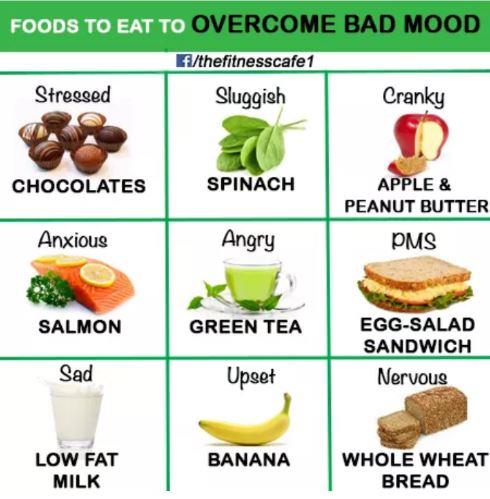 FOODS TO EAT TO OVERCOME BAD MOOD
f/thefitnesscafe1
Stressed
CHOCOLATES
Sluggish
SPINACH
Cranky
APPLE &
PEANUT BUTTER
Anxious
SALMON
Angry
GREEN TEA
PMS
EGG-SALAD
SANDWICH
Sad
LOW FAT
MILK
Upset
BANANA
Nervous
WHOLE WHEAT
BREAD